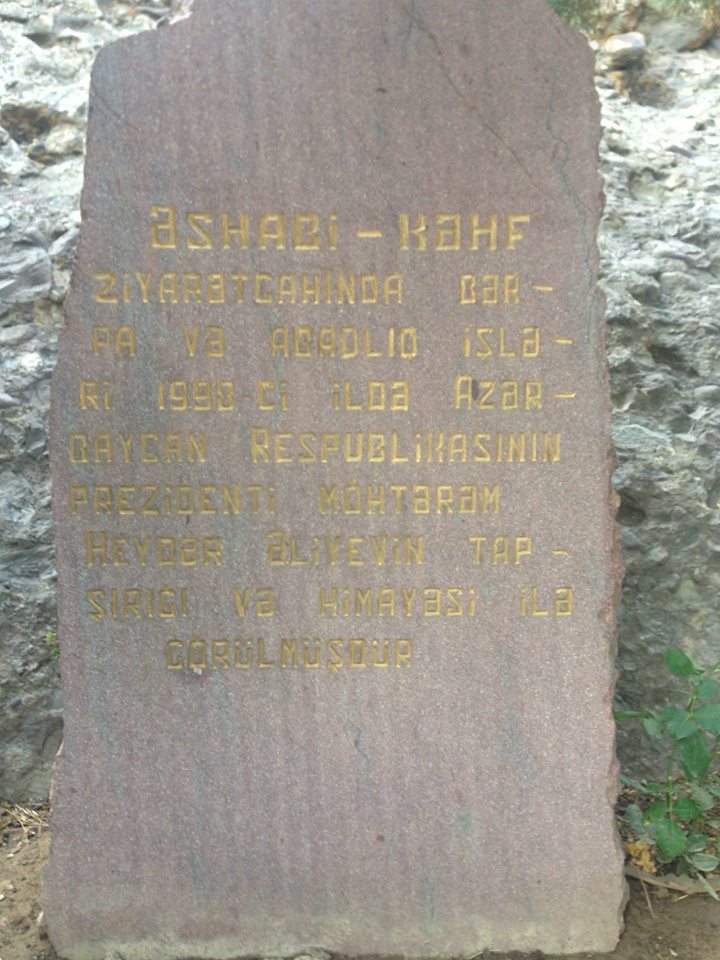 ƏSHABİ - KƏHF
ZİYARƏTGAHINDA BƏR -
PA VƏ ABADLIQ İŞLƏ -
Rİ 1998-Cİ İLDƏ AZƏR -
BAYCAN RESPUBLİKASININ
PREZİDENTİ MÖHTƏRƏM
HEYDƏR ƏLİYEVİN TAP -
ŞIRIĞI VƏ HİMAYƏSİ İLƏ
GÖRÜLMÜŞDÜR